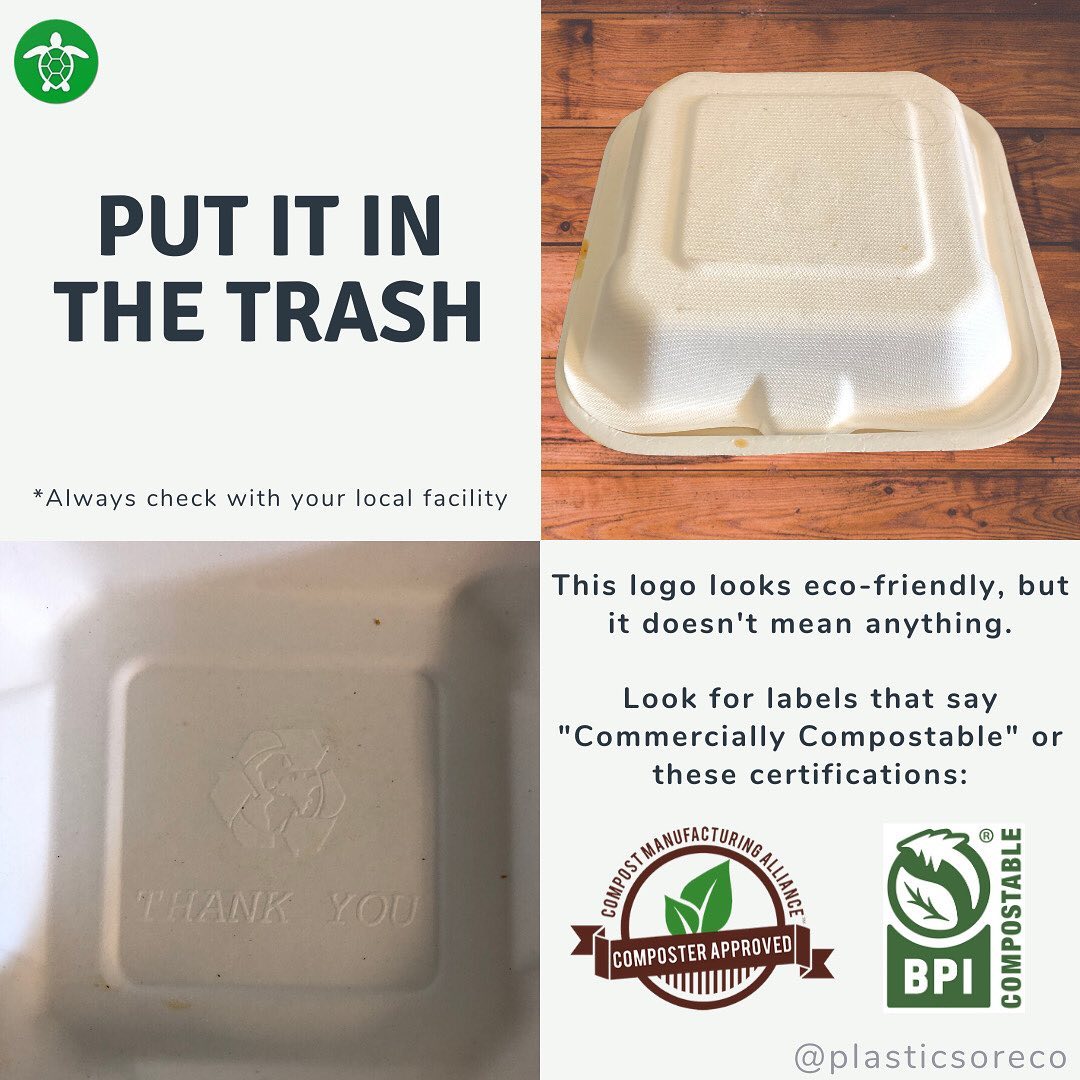 PUT IT IN
THE TRASH
*Always check with your local facility
THANK YOU
This logo looks eco-friendly, but
it doesn't mean anything.
Look for labels that say
"Commercially Compostable" or
these certifications:
COMPOST MANUFACTURING ALLIANCE™
COMPOSTER APPROVED
®
COMPOSTABLE
BPI
@plasticsoreco